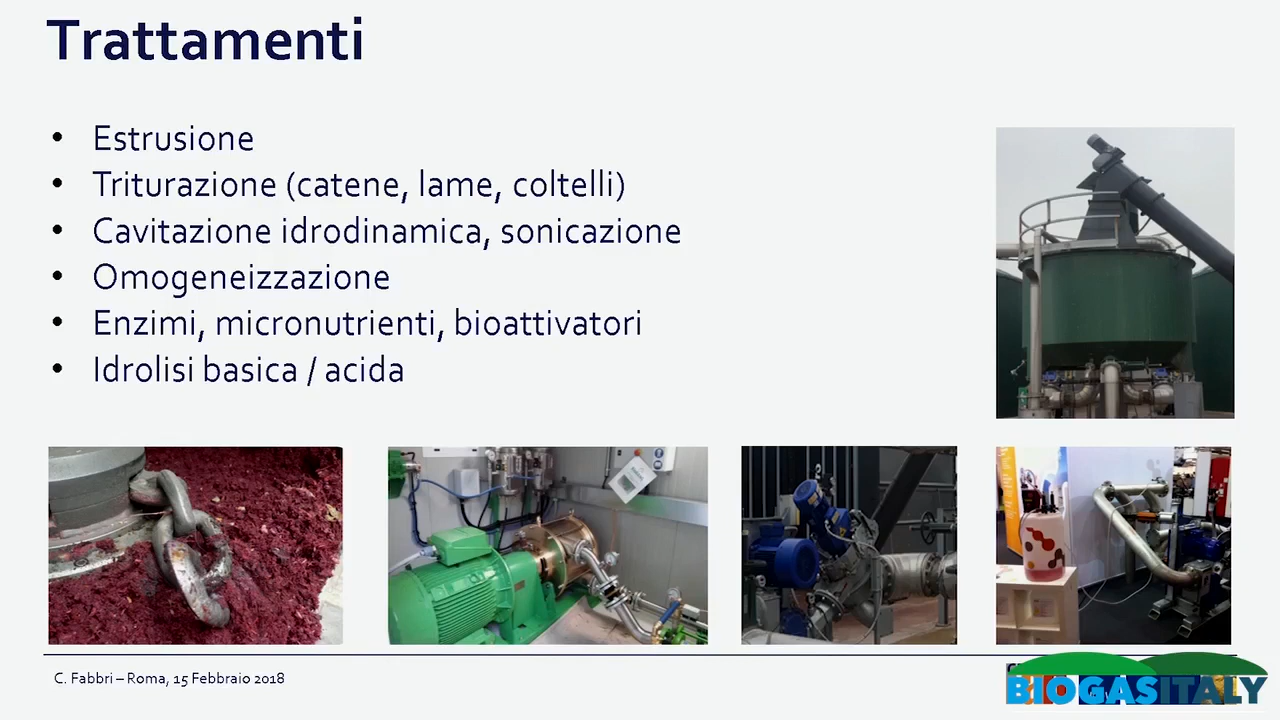 Trattamenti
• Estrusione
• Triturazione (catene, lame, coltelli)
• Cavitazione idrodinamica, sonicazione
• Omogeneizzazione
• Enzimi, micronutrienti, bioattivatori
• Idrolisi basica / acida
C. Fabbri – Roma, 15 Febbraio 2018
BIOGASITALY